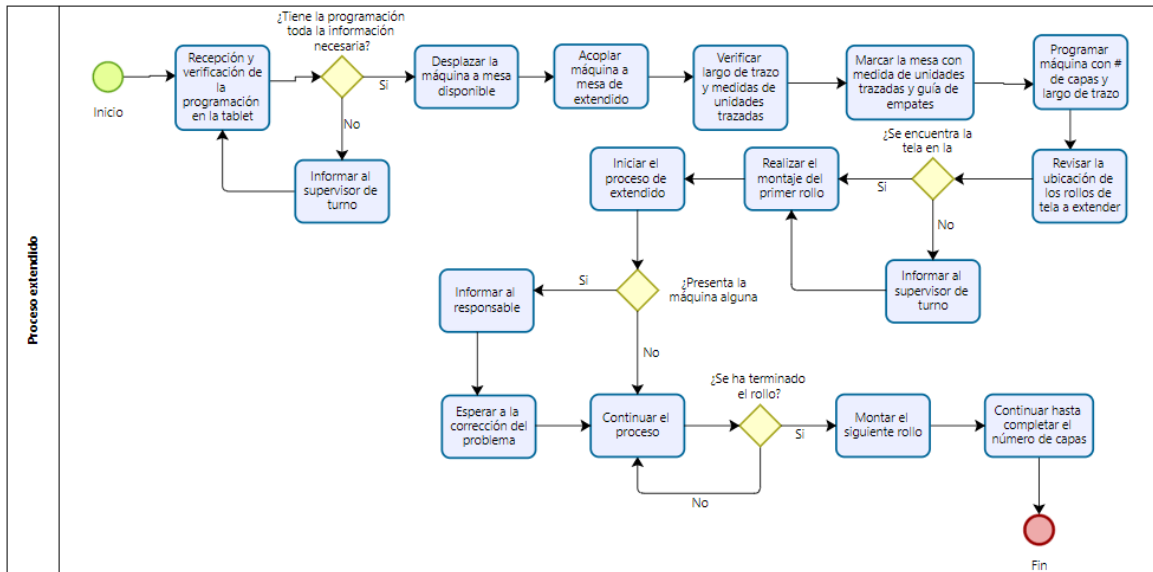 Proceso extendido
Inicio
Recepción y
verificación de
la
programación
en la tablet
¿Tiene la programación
toda la información
necesaria?
Si
No
Informar al
supervisor de
turno
Desplazar la
máquina a mesa
disponible
Acoplar
máquina a
mesa de
extendido
Verificar
largo de trazo
y medidas de
unidades
trazadas
Marcar la mesa con
medida de unidades
trazadas y guía de
empates
Programar
máquina con #
de capas y
largo de trazo
Revisar la
ubicación de
los rollos de
tela a extender
¿Se encuentra la
tela en la
Si
No
Informar al
supervisor de
turno
Realizar el
montaje del
primer rollo
Iniciar el
proceso de
extendido
¿Presenta la
máquina alguna
Si
No
Informar al
responsable
Esperar a la
corrección del
problema
Continuar el
proceso
¿Se ha terminado
el rollo?
Si
No
Montar el
siguiente rollo
Continuar hasta
completar el
número de capas
Fin